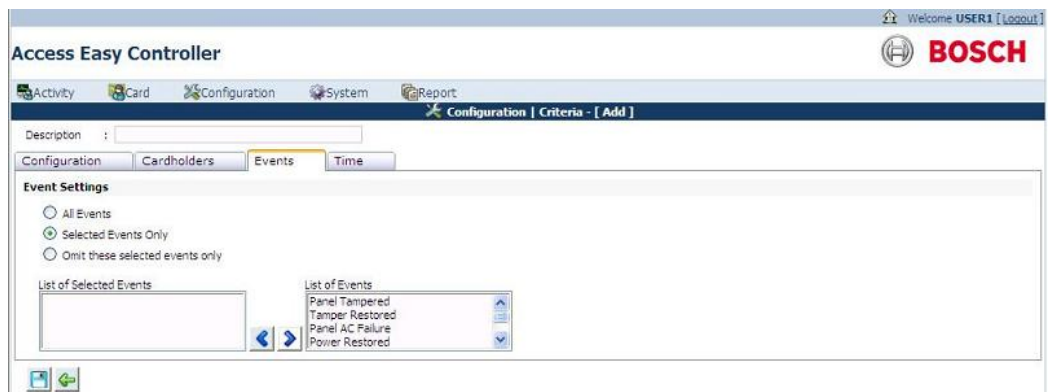 Welcome USER1 [ Logout ]
Access Easy Controller
BOSCH
Activity Card Configuration System Report
Configuration | Criteria - [ Add ]
Description :
Configuration Cardholders Events Time
Event Settings
All Events
Selected Events Only
Omit these selected events only
List of Selected Events List of Events
Panel Tampered
Tamper Restored
Panel AC Failure
Power Restored